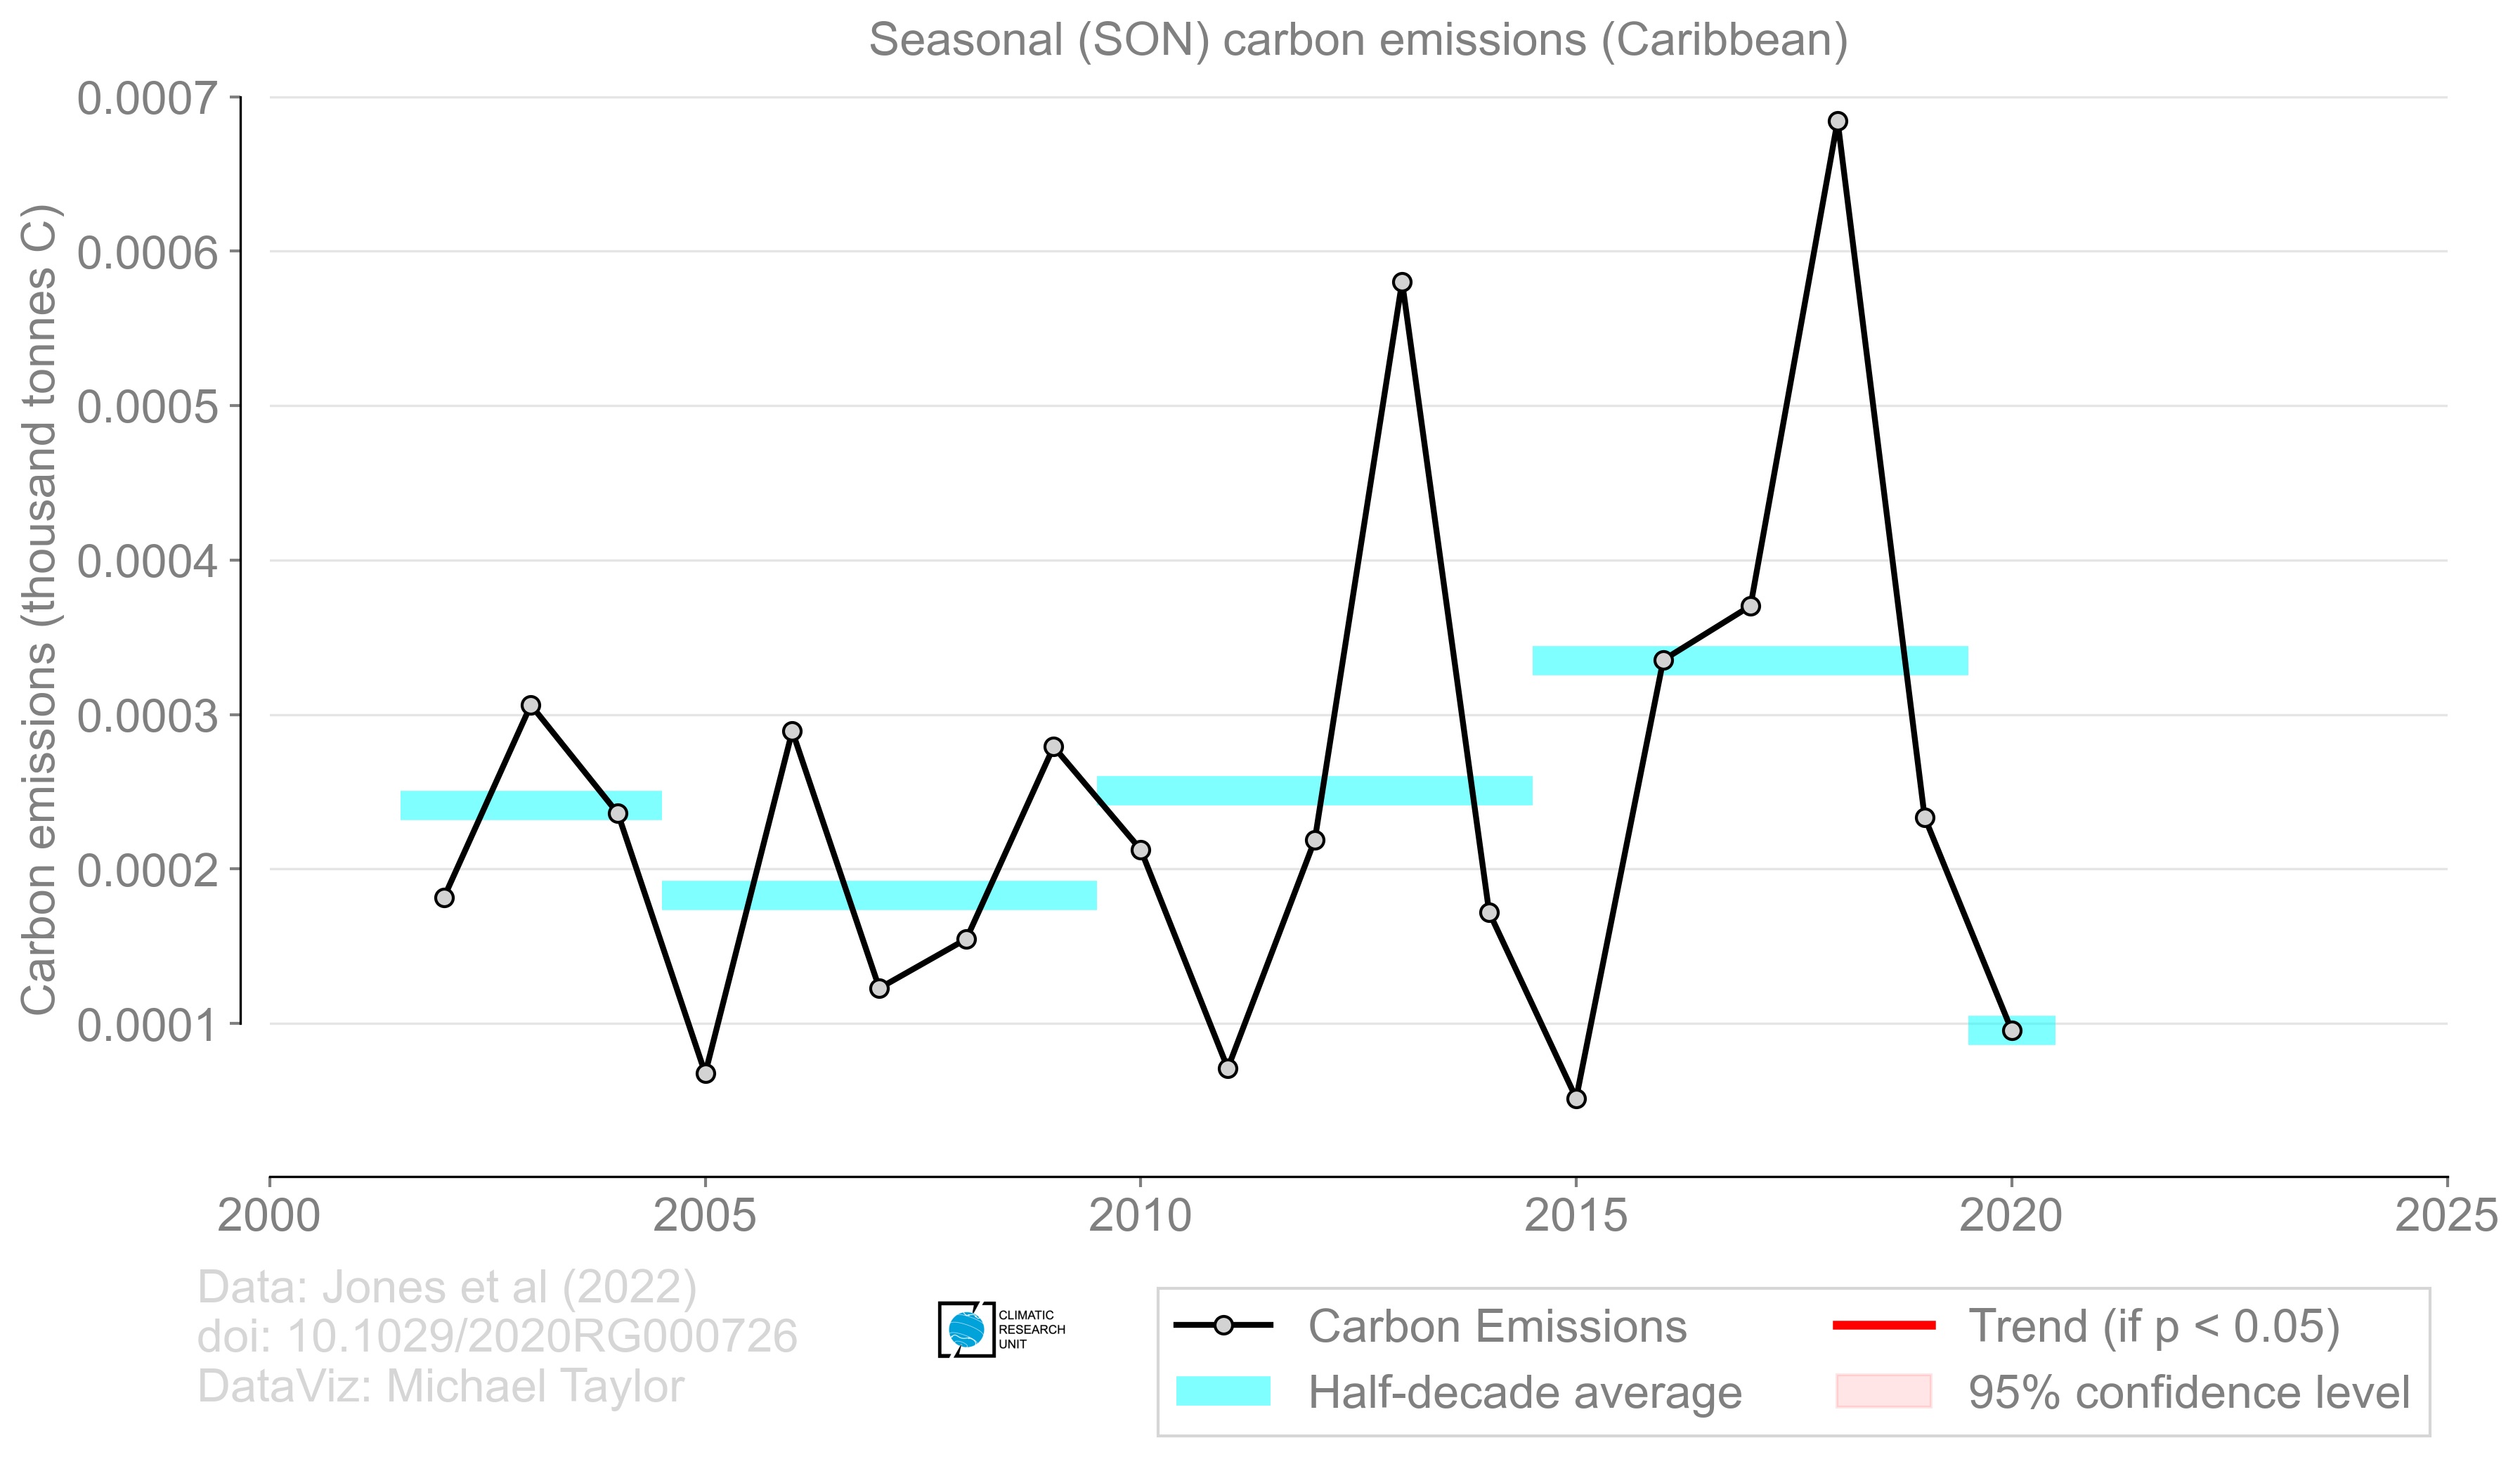 Seasonal (SON) carbon emissions (Caribbean)
Carbon emissions (thousand tonnes C)
0.0007
0.0006
0.0005
0.0004
0.0003
0.0002
0.0001
2000 2005 2010 2015 2020 2025
Data: Jones et al (2022)
doi: 10.1029/2020RG000726
DataViz: Michael Taylor
CLIMATIC
RESEARCH
UNIT
Carbon Emissions
Half-decade average
Trend (if p < 0.05)
95% confidence level